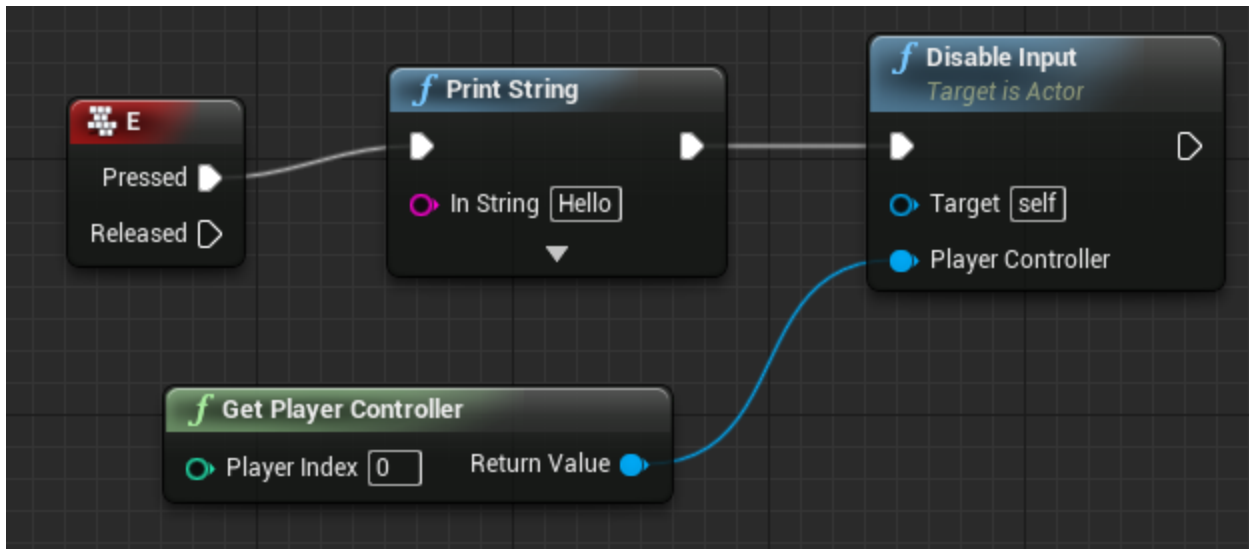 E
Pressed
Released
f Print String
In String Hello
f Disable Input
Target is Actor
Target self
Player Controller
f Get Player Controller
Player Index 0 Return Value